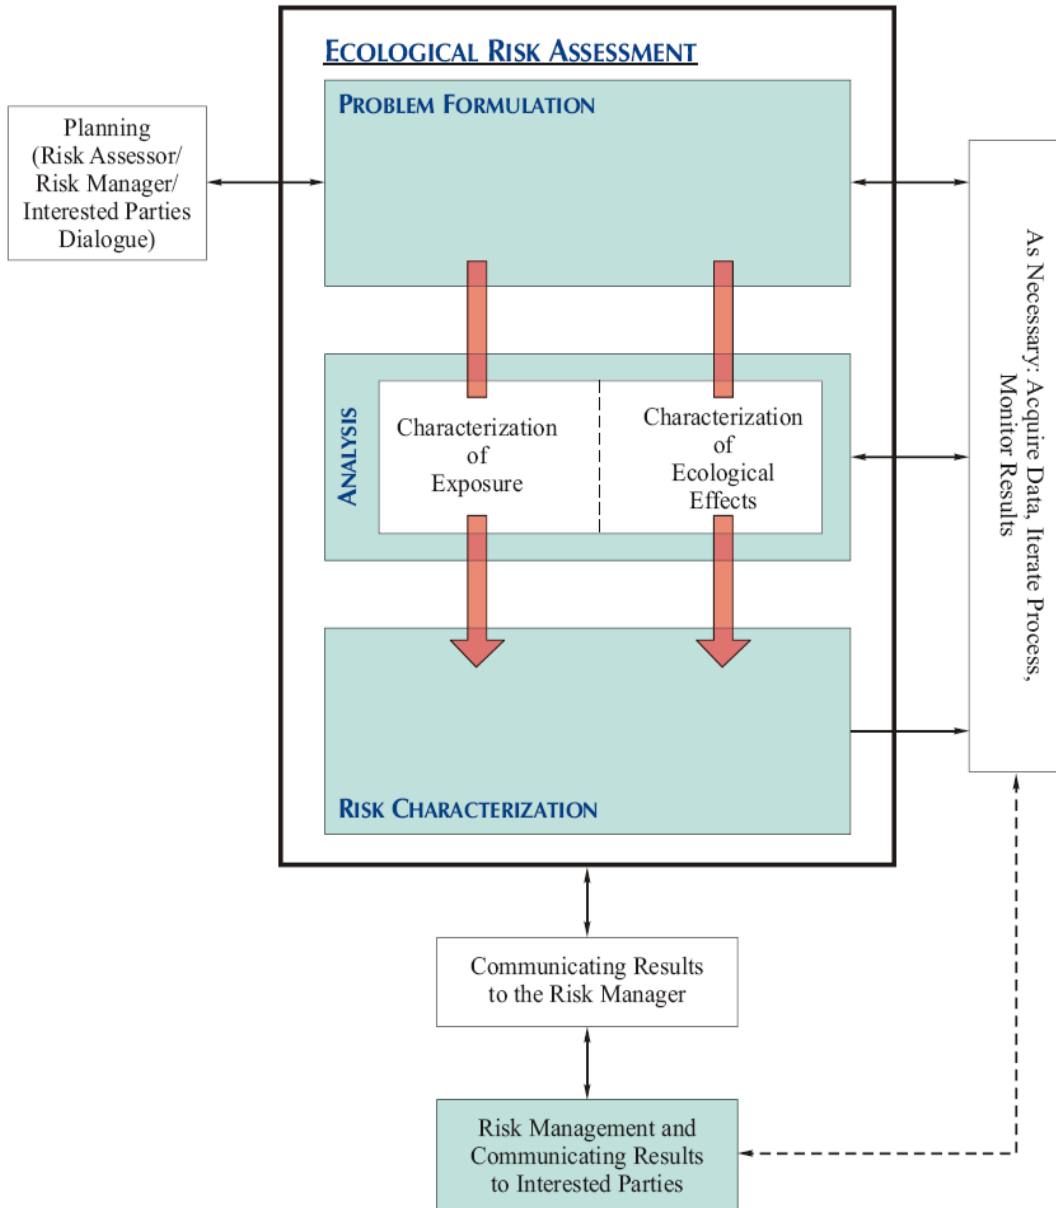 ECOLOGICAL RISK ASSESSMENT
PROBLEM FORMULATION
Planning
(Risk Assessor/
Risk Manager/
Interested Parties
Dialogue)
As Necessary: Acquire Data, Iterate Process,
Monitor Results
ANALYSIS
Characterization
of
Exposure
Characterization
of
Ecological
Effects
RISK CHARACTERIZATION
Communicating Results
to the Risk Manager
Risk Management and
Communicating Results
to Interested Parties